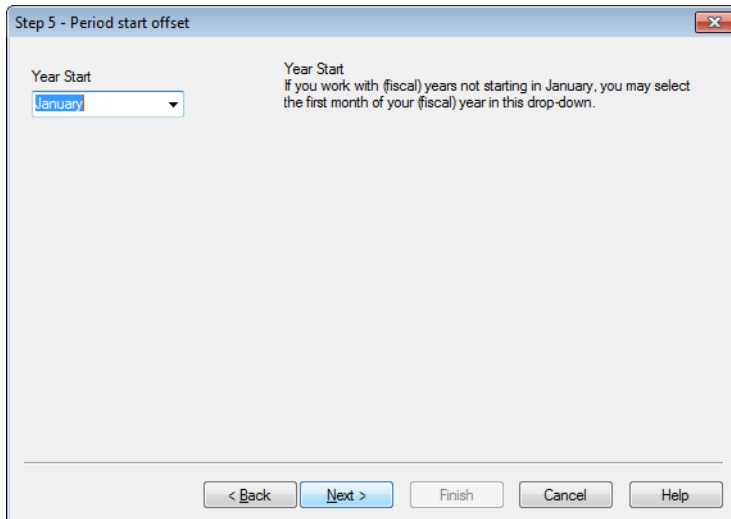 Step 5 - Period start offset
Year Start
January
Year Start
If you work with (fiscal) years not starting in January, you may select
the first month of your (fiscal) year in this drop-down.
< Back
Next >
Finish
Cancel
Help